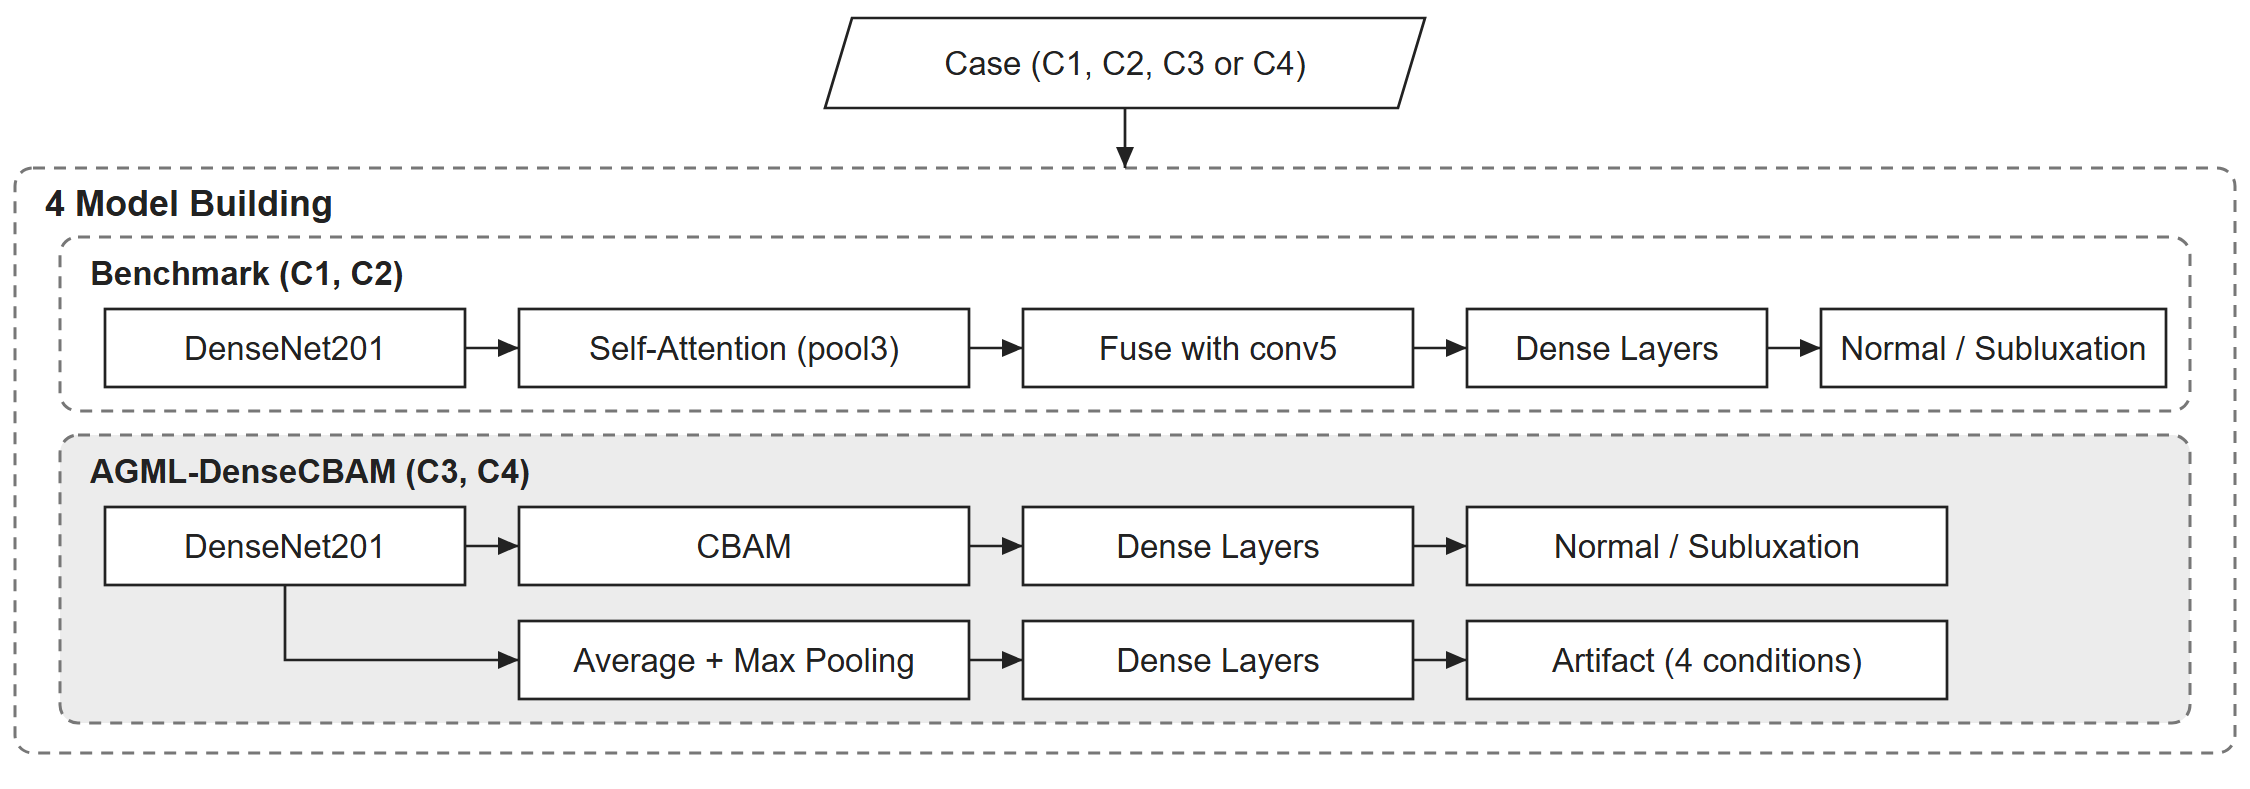 Case (C1, C2, C3 or C4)
4 Model Building
Benchmark (C1, C2)
DenseNet201
Self-Attention (pool3)
Fuse with conv5
Dense Layers
Normal / Subluxation
AGML-DenseCBAM (C3, C4)
DenseNet201
CBAM
Dense Layers
Normal / Subluxation
Average + Max Pooling
Dense Layers
Artifact (4 conditions)